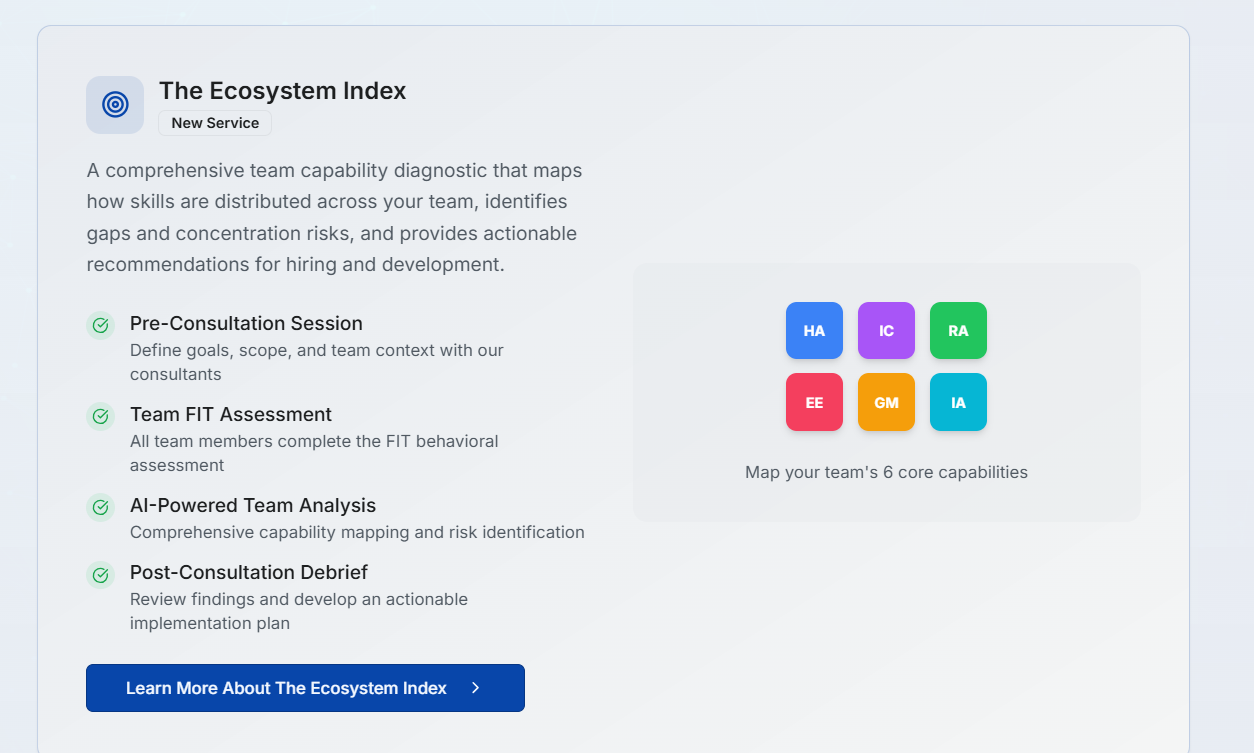 The Ecosystem Index
New Service
A comprehensive team capability diagnostic that maps
how skills are distributed across your team, identifies
gaps and concentration risks, and provides actionable
recommendations for hiring and development.
Pre-Consultation Session
Define goals, scope, and team context with our
consultants
Team FIT Assessment
All team members complete the FIT behavioral
assessment
AI-Powered Team Analysis
Comprehensive capability mapping and risk identification
Post-Consultation Debrief
Review findings and develop an actionable
implementation plan
Learn More About The Ecosystem Index
HA IC RA
EE GM IA
Map your team's 6 core capabilities